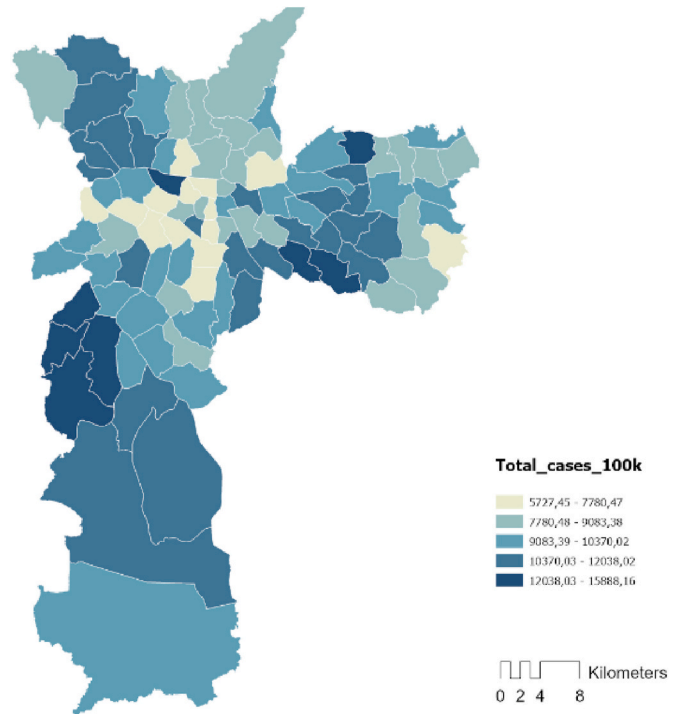 Total_cases_100k
5727,45 - 7780,47
7780,48 - 9083,38
9083,39 - 10370,02
10370,03 - 12038,02
12038,03 - 15888,16
Kilometers
0 2 4 8